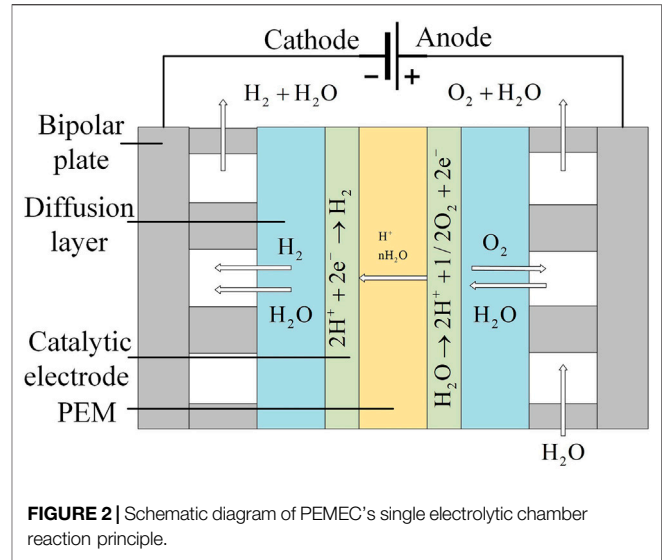 Cathode
Anode
−
+
H₂ + H₂O
O₂ + H₂O
Bipolar
plate
Diffusion
layer
Catalytic
electrode
PEM
H₂
H₂O
2H⁺ + 2e⁻ → H₂
H⁺
nH₂O
H₂O → 2H⁺ + 1/2O₂ + 2e⁻
O₂
H₂O
H₂O
FIGURE 2 | Schematic diagram of PEMEC's single electrolytic chamber
reaction principle.